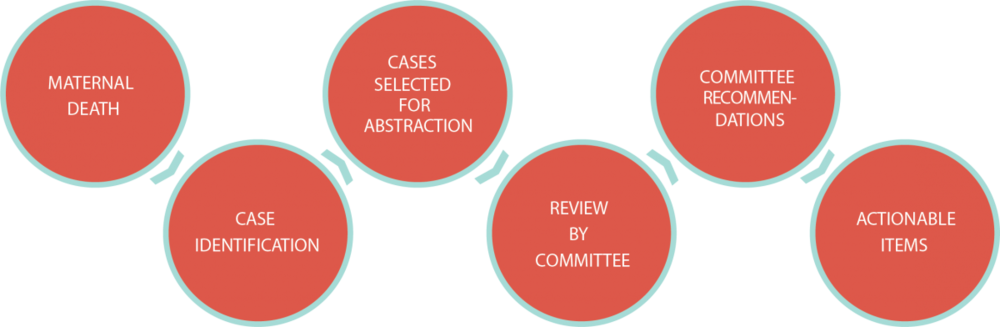 MATERNAL
DEATH
CASE
IDENTIFICATION
CASES
SELECTED
FOR
ABSTRACTION
REVIEW
BY
COMMITTEE
COMMITTEE
RECOMMEN-
DATIONS
ACTIONABLE
ITEMS